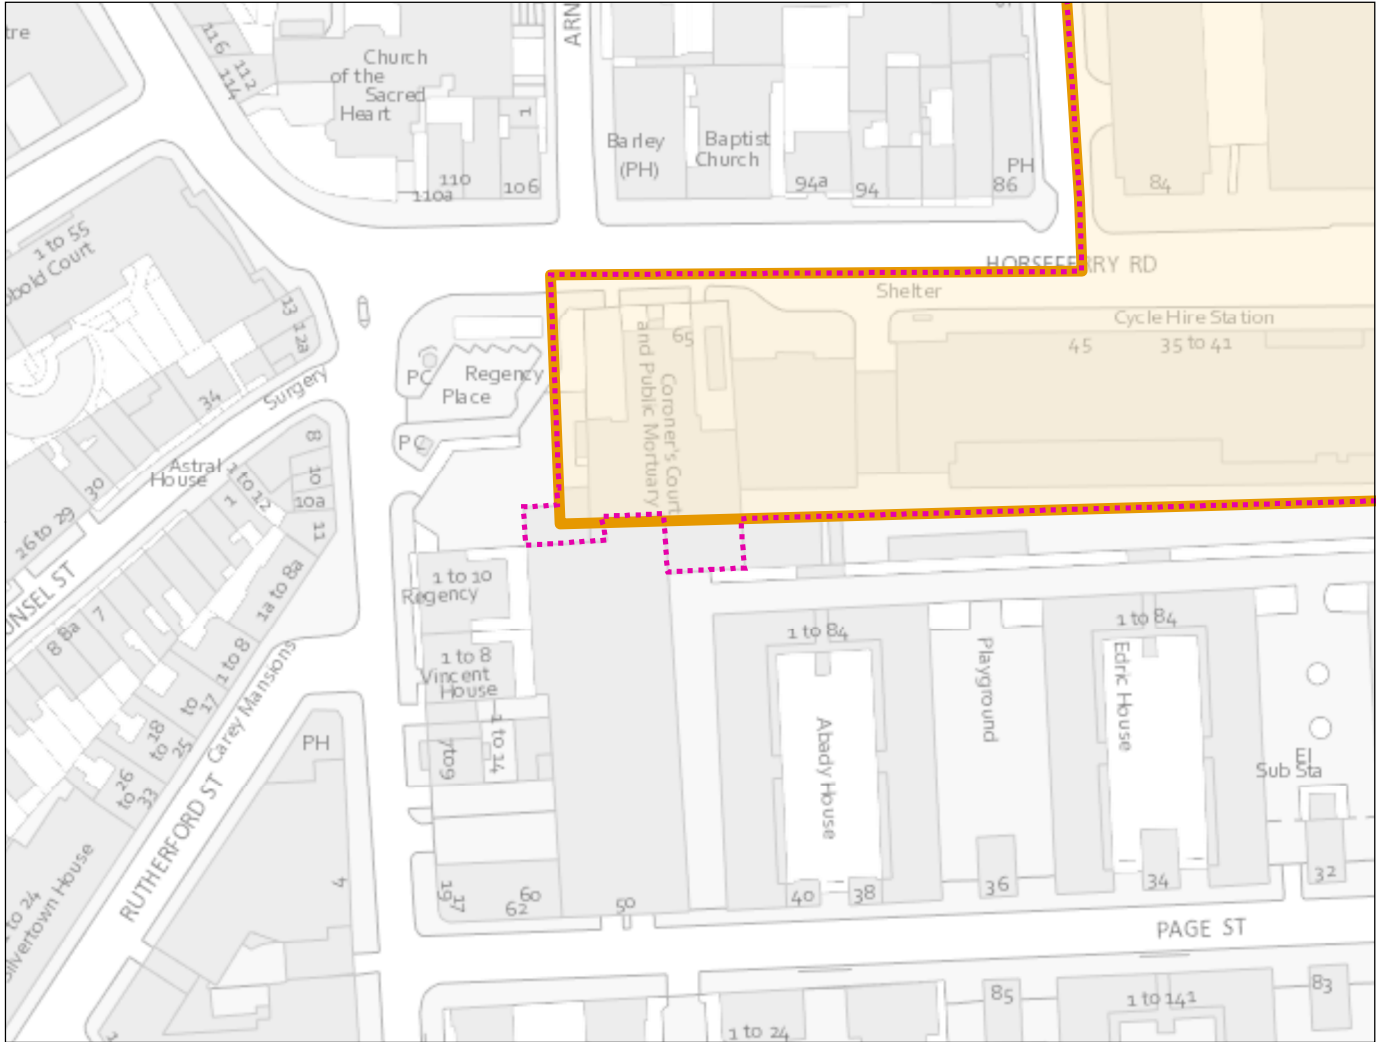 tre
116
112
114
Church
of the
Sacred
Heart
110
110a
106
1
ARN
Barley
(PH)
Baptist
Church
94a
94
86
PH
84
HORSEFERRY RD
Shelter
Cycle Hire Station
45
35 to 41
65
Coroner's Court
and Public Mortuary
1 to 55
obold Court
13
12a
34
Surgery
PC
Regency
Place
PC
Astral
House
30
26 to 29
1 to 12
1
8
10
10a
11
UNSEL ST
8
8a
7
1a to 8a
1 to 8
Carey Mansions
17
to
18
to
25
26
to
33
RUTHERFORD ST
to 24
Silvertown House
PH
4
1 to 10
Regency
1 to 8
Vincent
House
7to9
1 to 14
19
17
62
60
50
1 to 84
Abady House
40
38
Playground
36
1 to 84
Edric House
34
El
Sub Sta
32
PAGE ST
85
1 to 141
83
1 to 24